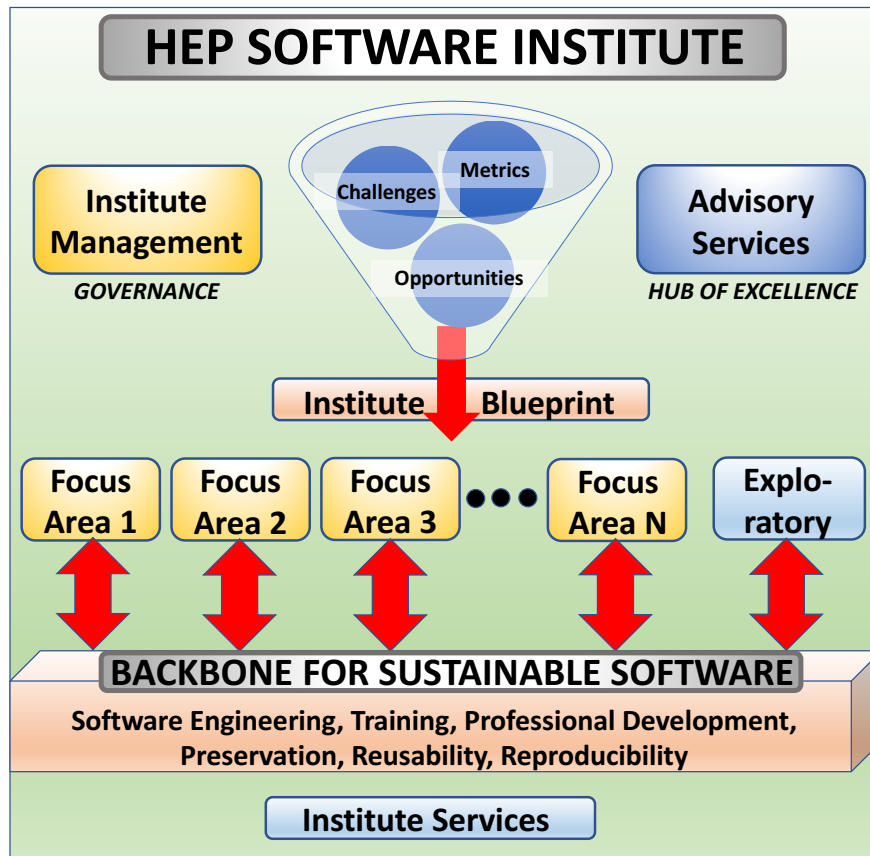 HEP SOFTWARE INSTITUTE
Metrics
Challenges
Opportunities
Institute
Management
GOVERNANCE
Advisory
Services
HUB OF EXCELLENCE
Institute Blueprint
Focus
Area 1
Focus
Area 2
Focus
Area 3
Focus
Area N
Explo-
ratory
BACKBONE FOR SUSTAINABLE SOFTWARE
Software Engineering, Training, Professional Development,
Preservation, Reusability, Reproducibility
Institute Services